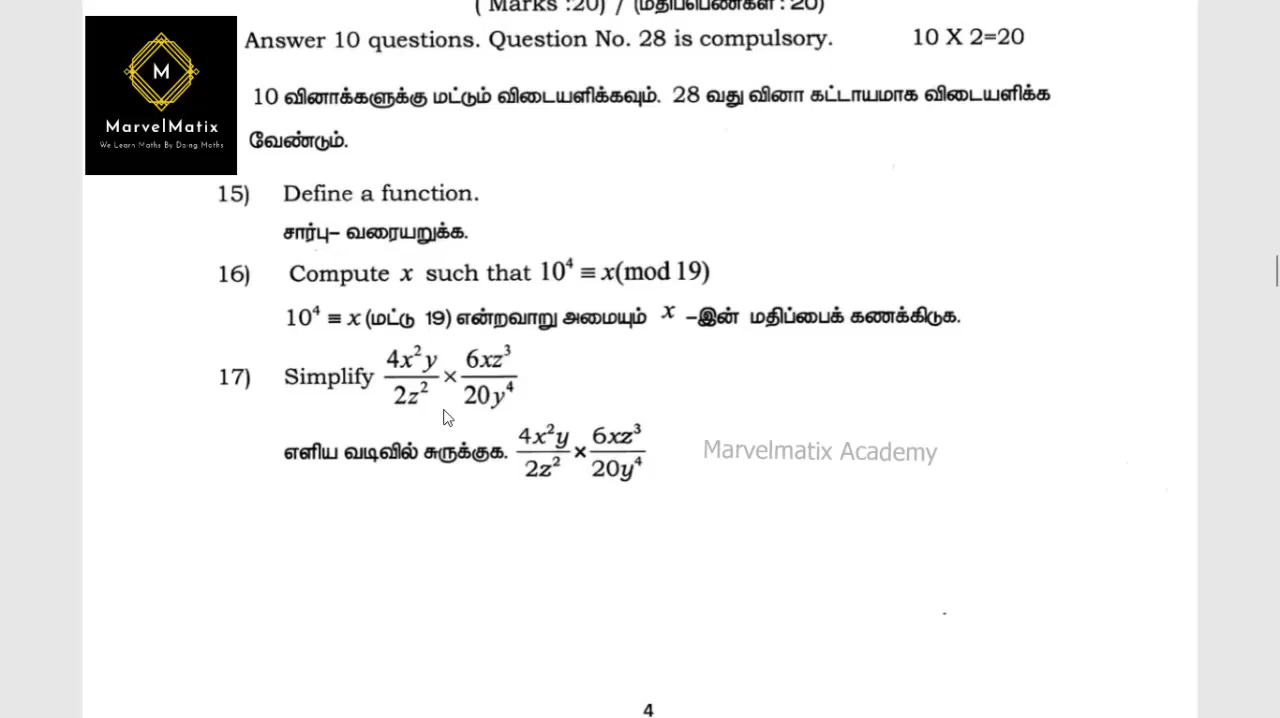 ( Marks :20) / (மதிப்பெண்கள் : 20)
Answer 10 questions. Question No. 28 is compulsory. 10 X 2=20
M
MarvelMatix
We Learn Maths By Doing Maths
10 வினாக்களுக்கு மட்டும் விடையளிக்கவும். 28 வது வினா கட்டாயமாக விடையளிக்க
வேண்டும்.
15) Define a function.
சார்பு– வரையறுக்க.
16) Compute x such that 10⁴ ≡ x(mod 19)
10⁴ ≡ x (மட்டு 19) என்றவாறு அமையும் x –இன் மதிப்பைக் கணக்கிடுக.
17) Simplify 4x²y/2z² × 6xz³/20y⁴
எளிய வடிவில் சுருக்குக. 4x²y/2z² × 6xz³/20y⁴
Marvelmatix Academy
4